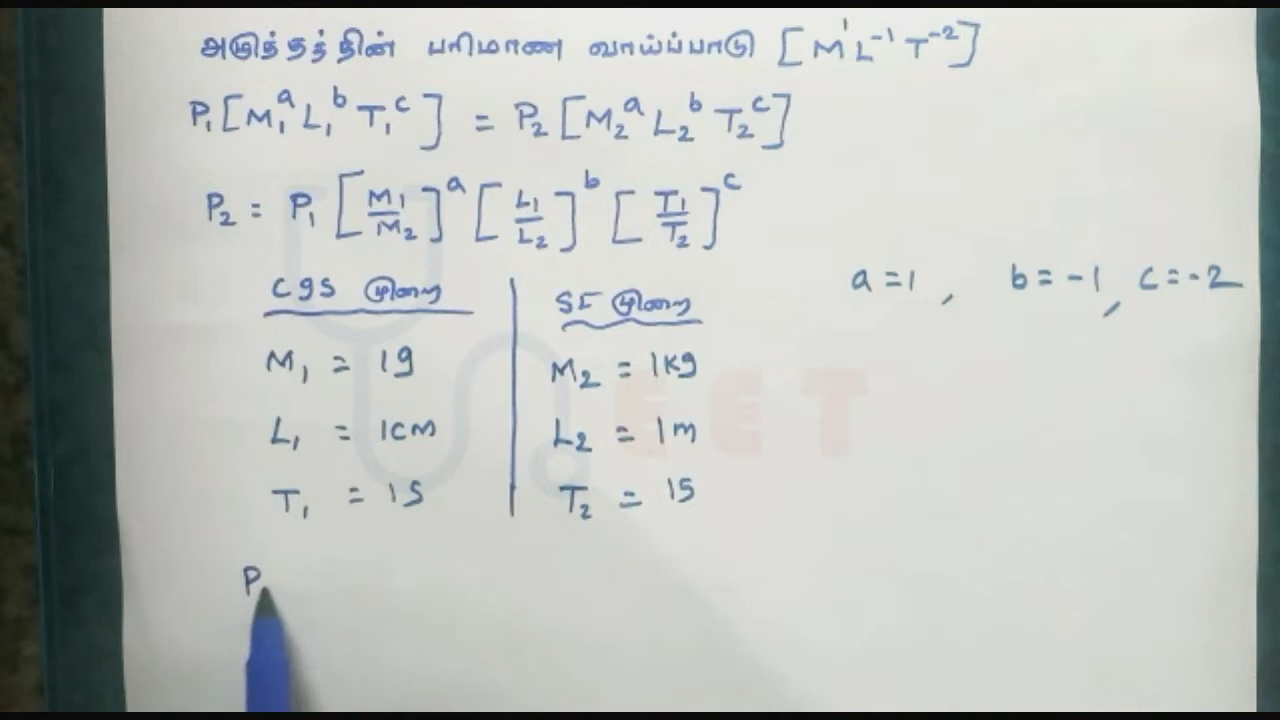 அழுத்தத்தின் பரிமாண வாய்ப்பாடு [M¹L⁻¹T⁻²]
P₁[M₁ᵃ L₁ᵇ T₁ᶜ] = P₂[M₂ᵃ L₂ᵇ T₂ᶜ]
P₂ = P₁ [M₁/M₂]ᵃ [L₁/L₂]ᵇ [T₁/T₂]ᶜ
CGS முறை SI முறை a = 1, b = -1, c = -2
M₁ = 1g M₂ = 1kg
L₁ = 1cm L₂ = 1m
T₁ = 1s T₂ = 1s
P